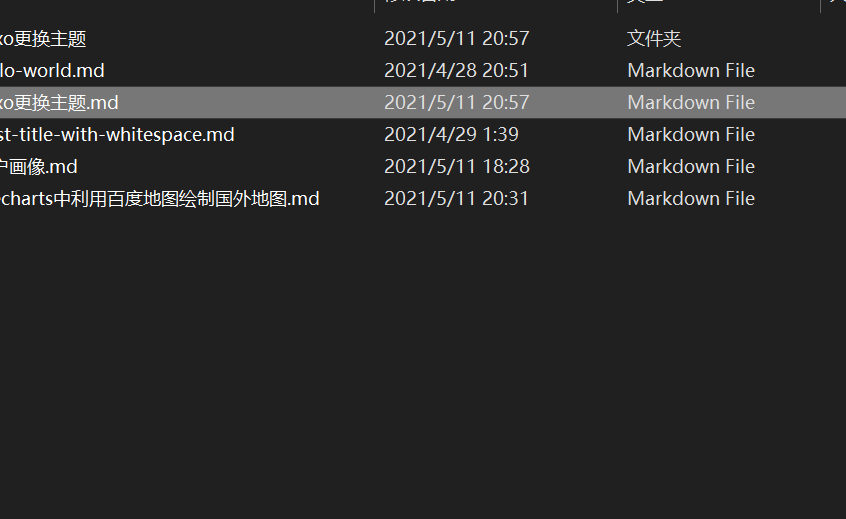 xo更换主题 2021/5/11 20:57 文件夹
lo-world.md 2021/4/28 20:51 Markdown File
xo更换主题.md 2021/5/11 20:57 Markdown File
st-title-with-whitespace.md 2021/4/29 1:39 Markdown File
户画像.md 2021/5/11 18:28 Markdown File
echarts中利用百度地图绘制国外地图.md 2021/5/11 20:31 Markdown File